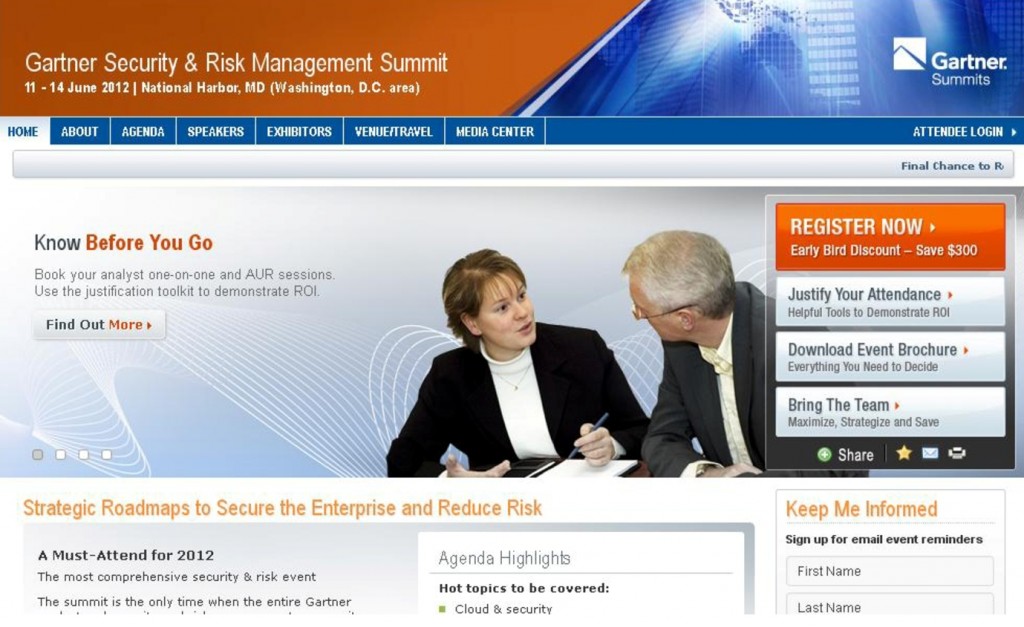 Gartner Security & Risk Management Summit
11 - 14 June 2012 | National Harbor, MD (Washington, D.C. area)
Gartner.
Summits
HOME ABOUT AGENDA SPEAKERS EXHIBITORS VENUE/TRAVEL MEDIA CENTER ATTENDEE LOGIN
Final Chance to
Know Before You Go
Book your analyst one-on-one and AUR sessions.
Use the justification toolkit to demonstrate ROI.
Find Out More
REGISTER NOW
Early Bird Discount – Save $300
Justify Your Attendance
Helpful Tools to Demonstrate ROI
Download Event Brochure
Everything You Need to Decide
Bring The Team
Maximize, Strategize and Save
Share
Strategic Roadmaps to Secure the Enterprise and Reduce Risk
A Must-Attend for 2012
The most comprehensive security & risk event
The summit is the only time when the entire Gartner
Agenda Highlights
Hot topics to be covered:
Cloud & security
Keep Me Informed
Sign up for email event reminders
First Name
Last Name